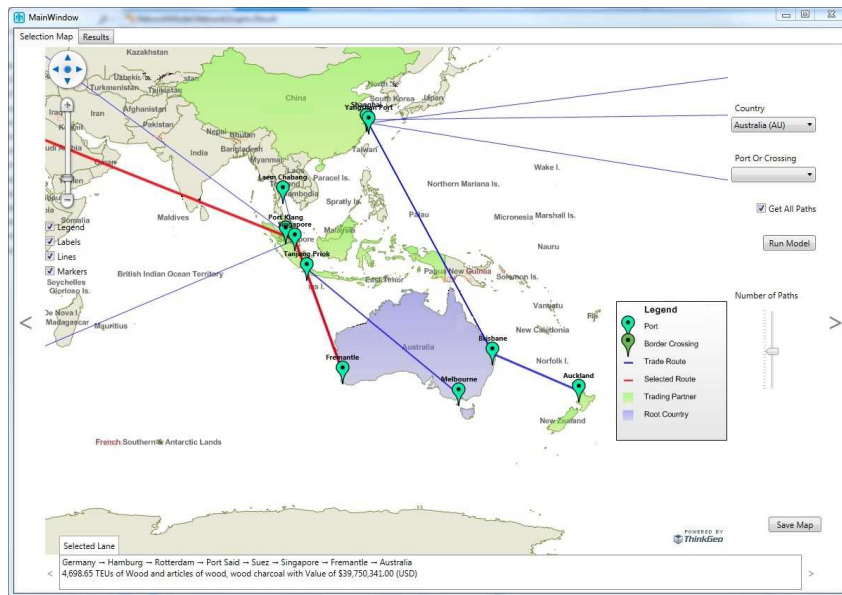 MainWindow
Selection Map
Results
Kazakhstan
Turkmenistan
Tajikistan
Iran
Afghanistan
Pakistan
Nepal
Bhutan
Bangladesh
India
Myanmar
Oman
China
South Korea
Japan
Shanghai
Yangshan Port
Taiwan
Laos
Laem Chabang
Cambodia
Paracel Is.
Spratly Is.
Northern Mariana Is.
Wake I.
Palau
Micronesia
Marshall Is.
Nauru
Somalia
Maldives
Port Klang
Singapore
Malaysia
Tanjung Priok
East Timor
Papua New Guinea
Solomon Is.
Vanuatu
New Caledonia
Norfolk I.
British Indian Ocean Territory
Seychelles
Glorioso Is.
Madagascar
Mauritius
Legend
Labels
Lines
Markers
Australia
Fremantle
Melbourne
Brisbane
Auckland
New Zealand
French Southern & Antarctic Lands
Legend
Port
Border Crossing
Trade Route
Selected Route
Trading Partner
Root Country
Country
Australia (AU)
Port Or Crossing
Get All Paths
Run Model
Number of Paths
Save Map
POWERED BY
ThinkGeo
Selected Lane
Germany → Hamburg → Rotterdam → Port Said → Suez → Singapore → Fremantle → Australia
4,698.65 TEUs of Wood and articles of wood, wood charcoal with Value of $39,750,341.00 (USD)